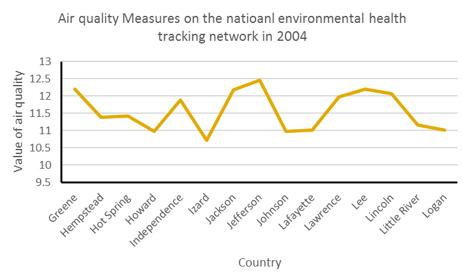 Air quality Measures on the natioanl environmental health
tracking network in 2004
Value of air quality
13
12.5
12
11.5
11
10.5
10
9.5
Greene
Hempstead
Hot Spring
Howard
Independence
Izard
Jackson
Jefferson
Johnson
Lafayette
Lawrence
Lee
Lincoln
Little River
Logan
Country